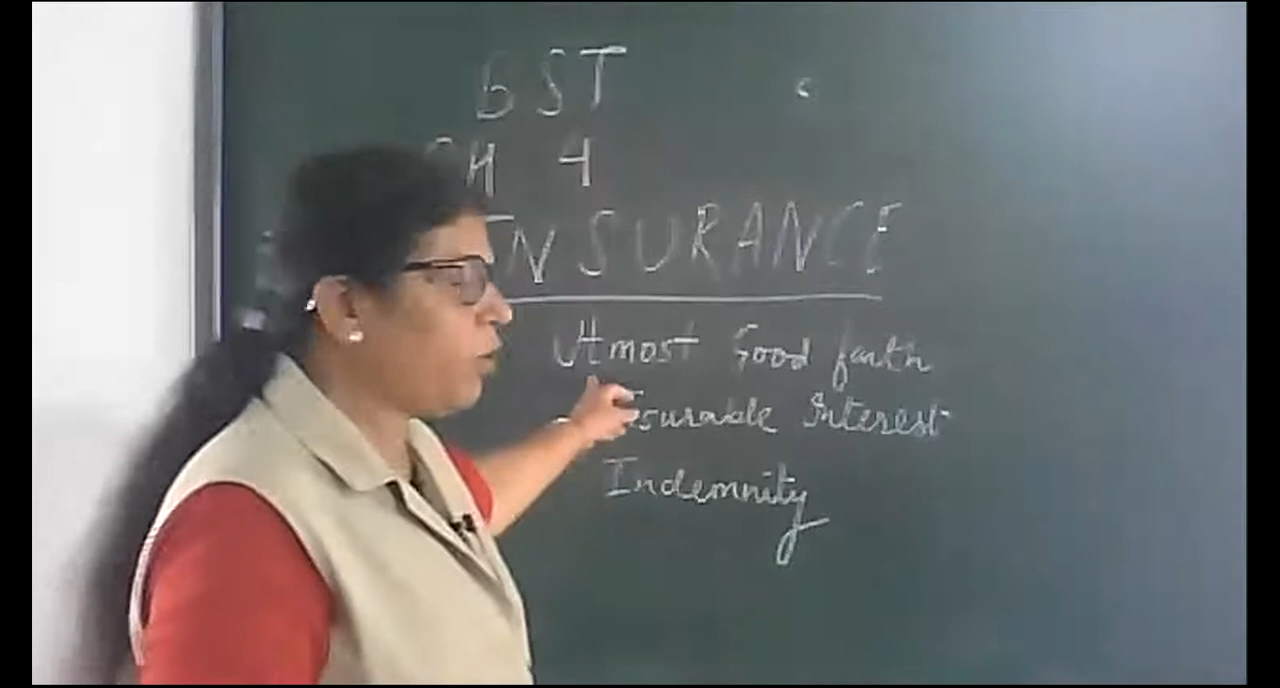 BST
CH 4
INSURANCE
Utmost Good faith
Insurable Interest
Indemnity